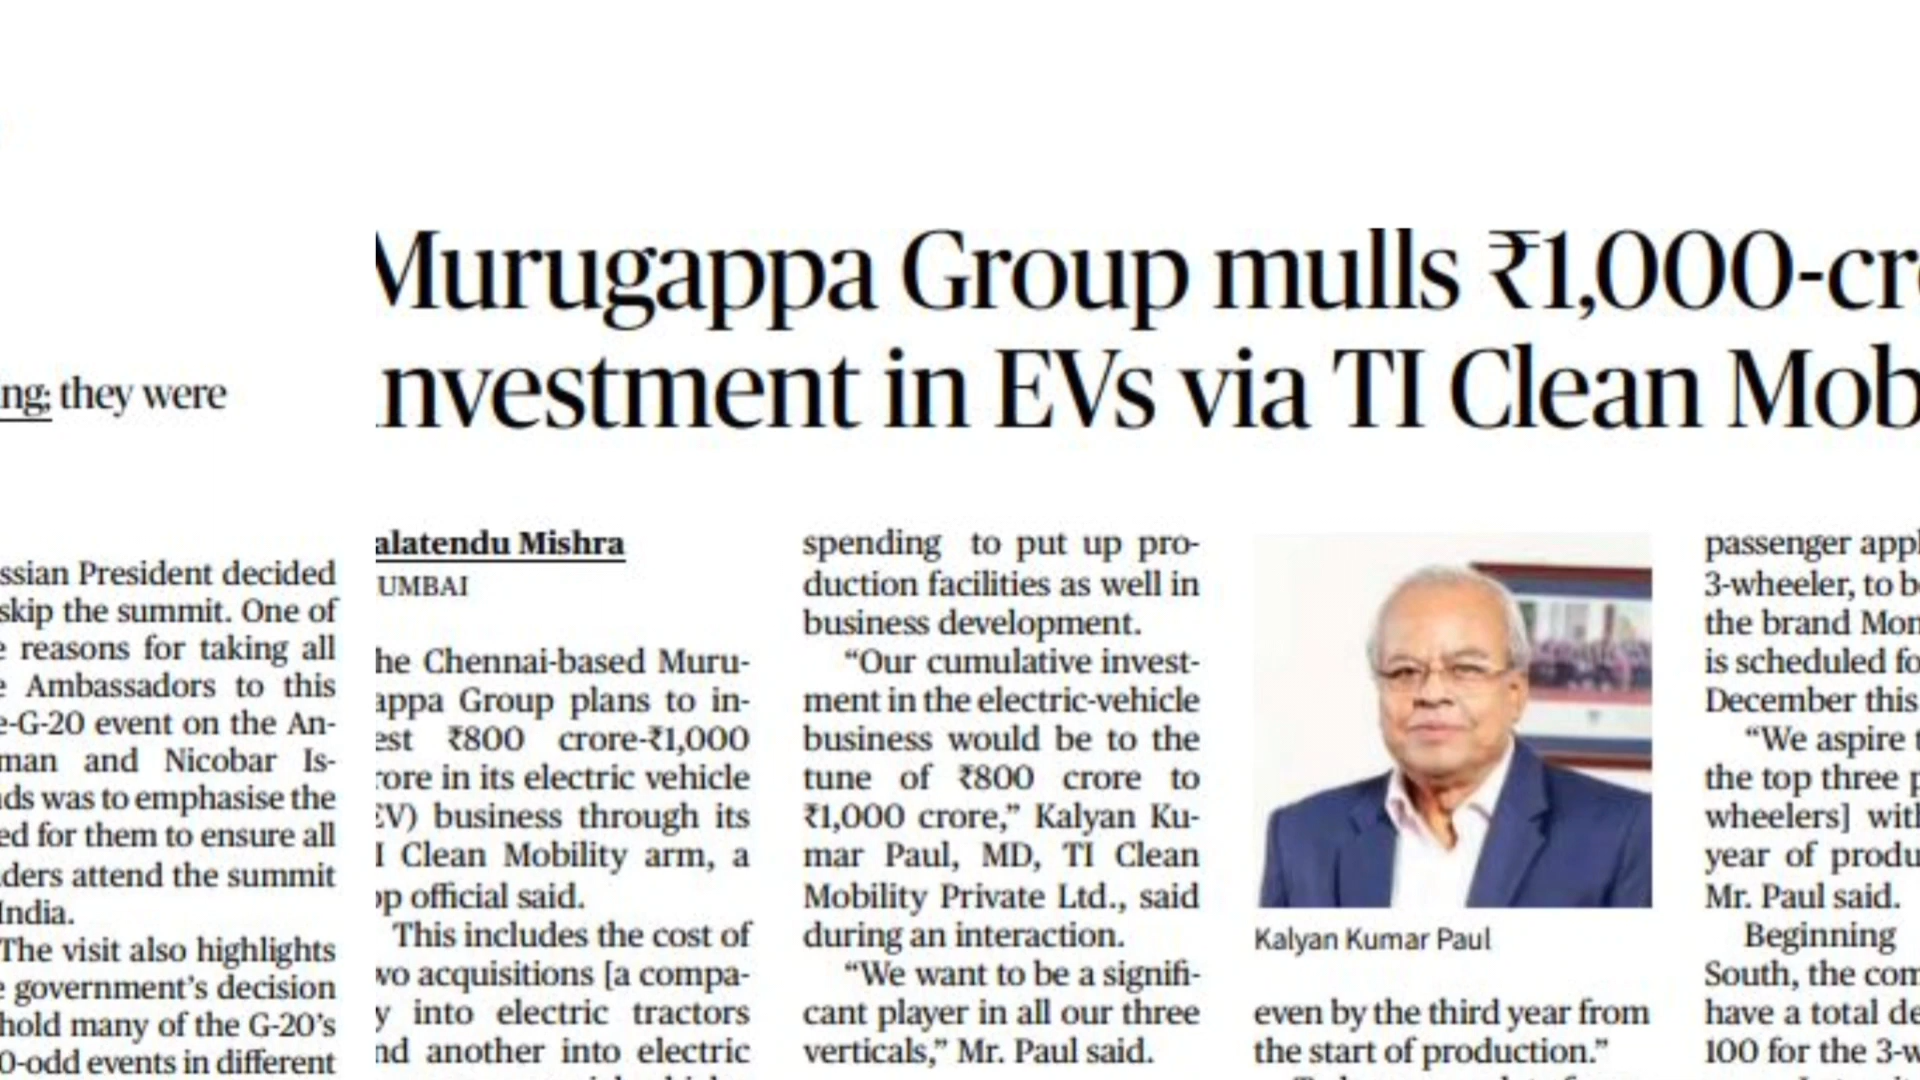 ng; they were
ssian President decided
skip the summit. One of
e reasons for taking all
e Ambassadors to this
e-G-20 event on the An-
man and Nicobar Is-
ds was to emphasise the
ed for them to ensure all
ders attend the summit
India.
The visit also highlights
e government's decision
hold many of the G-20's
0-odd events in different
Murugappa Group mulls ₹1,000-cr
nvestment in EVs via TI Clean Mob
alatendu Mishra
UMBAI
he Chennai-based Muru-
appa Group plans to in-
est ₹800 crore-₹1,000
rore in its electric vehicle
EV) business through its
I Clean Mobility arm, a
op official said.
This includes the cost of
wo acquisitions [a compa-
y into electric tractors
nd another into electric
spending to put up pro-
duction facilities as well in
business development.
“Our cumulative invest-
ment in the electric-vehicle
business would be to the
tune of ₹800 crore to
₹1,000 crore,” Kalyan Ku-
mar Paul, MD, TI Clean
Mobility Private Ltd., said
during an interaction.
“We want to be a signifi-
cant player in all our three
verticals,” Mr. Paul said.
Kalyan Kumar Paul
even by the third year from
the start of production.”
passenger appl
3-wheeler, to b
the brand Mon
is scheduled fo
December this
“We aspire t
the top three p
wheelers] with
year of produ
Mr. Paul said.
Beginning
South, the com
have a total de
100 for the 3-w